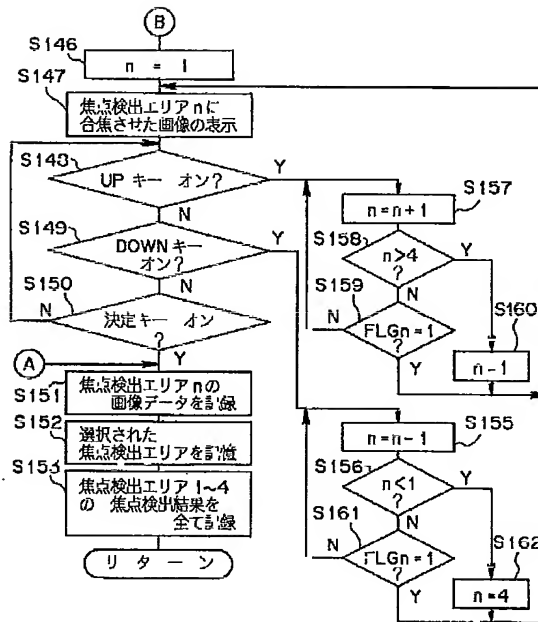 B
S146
n = 1
S147
焦点検出エリアnに
合焦させた画像の表示
S148
UP キー オン?
Y
N
S149
DOWN キー
オン?
Y
N
S150
決定キー オン
?
N
Y
A
S151
焦点検出エリアnの
画像データを記録
S152
選択された
焦点検出エリアを記憶
S153
焦点検出エリア 1~4
の 焦点検出結果を
全て記録
リターン
S157
n=n+1
S158
n>4
?
Y
N
S159
FLGn=1
?
N
Y
S160
n-1
S155
n=n-1
S156
n<1
?
Y
N
S161
FLGn=1
?
N
Y
S162
n=4